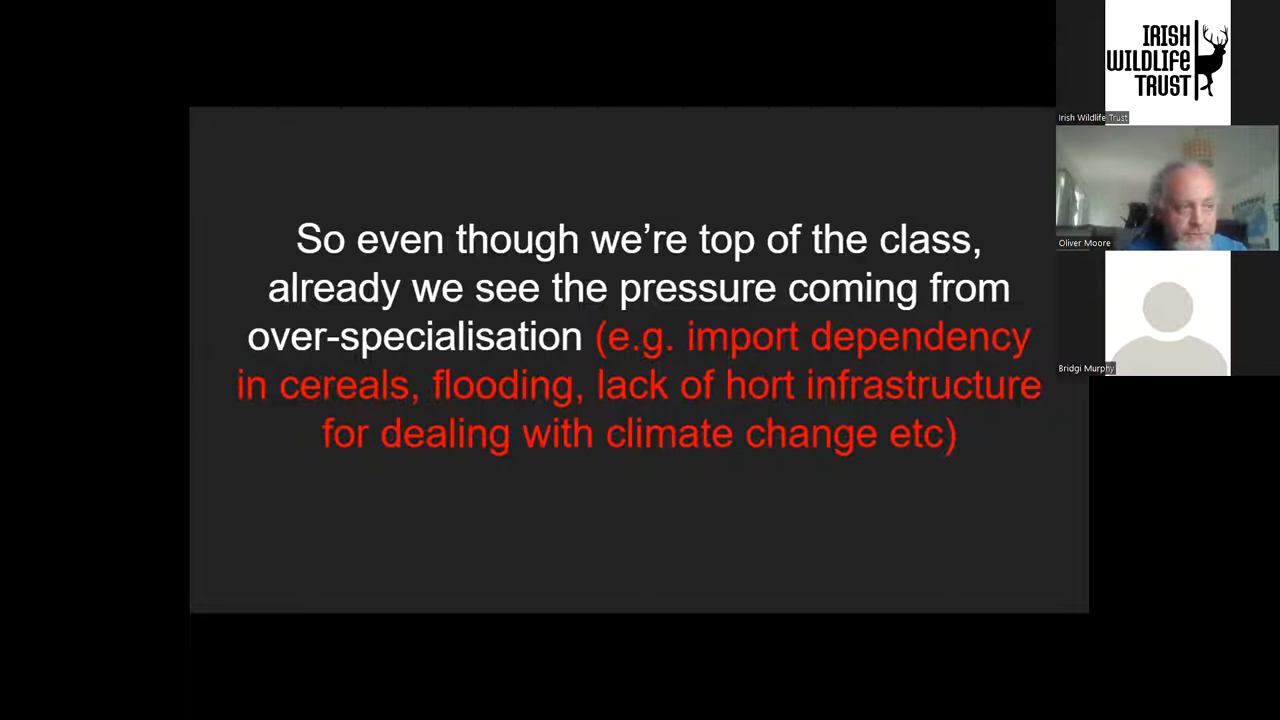 So even though we're top of the class,
already we see the pressure coming from
over-specialisation (e.g. import dependency
in cereals, flooding, lack of hort infrastructure
for dealing with climate change etc)
IRISH
WILDLIFE
TRUST
Irish Wildlife Trust
Oliver Moore
Bridgi Murphy